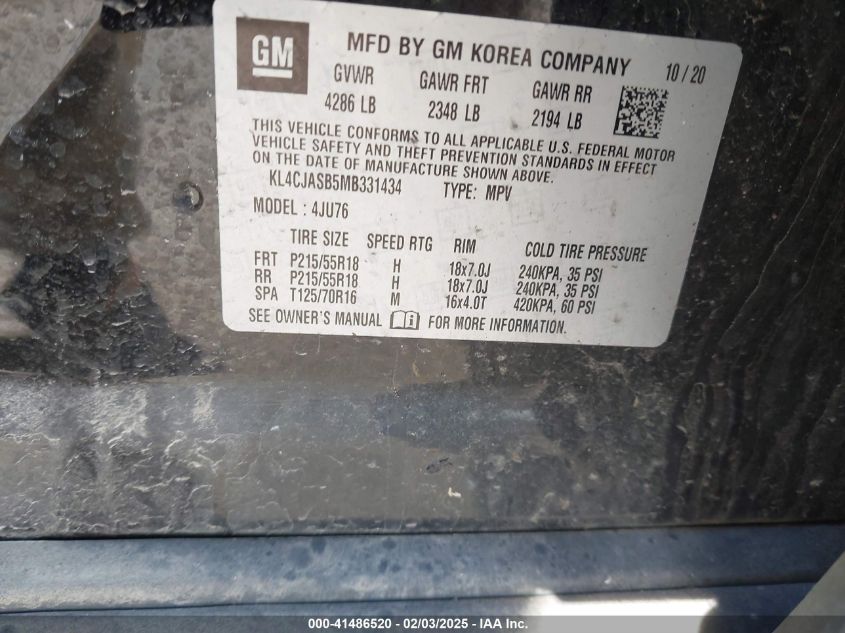 GM
MFD BY GM KOREA COMPANY 10 / 20
GVWR GAWR FRT GAWR RR
4286 LB 2348 LB 2194 LB
THIS VEHICLE CONFORMS TO ALL APPLICABLE U.S. FEDERAL MOTOR
VEHICLE SAFETY AND THEFT PREVENTION STANDARDS IN EFFECT
ON THE DATE OF MANUFACTURE SHOWN ABOVE.
KL4CJASB5MB331434 TYPE: MPV
MODEL : 4JU76
TIRE SIZE SPEED RTG RIM COLD TIRE PRESSURE
FRT P215/55R18 H 18x7.0J 240KPA, 35 PSI
RR P215/55R18 H 18x7.0J 240KPA, 35 PSI
SPA T125/70R16 M 16x4.0T 420KPA, 60 PSI
SEE OWNER'S MANUAL FOR MORE INFORMATION.
000-41486520 - 02/03/2025 - IAA Inc.